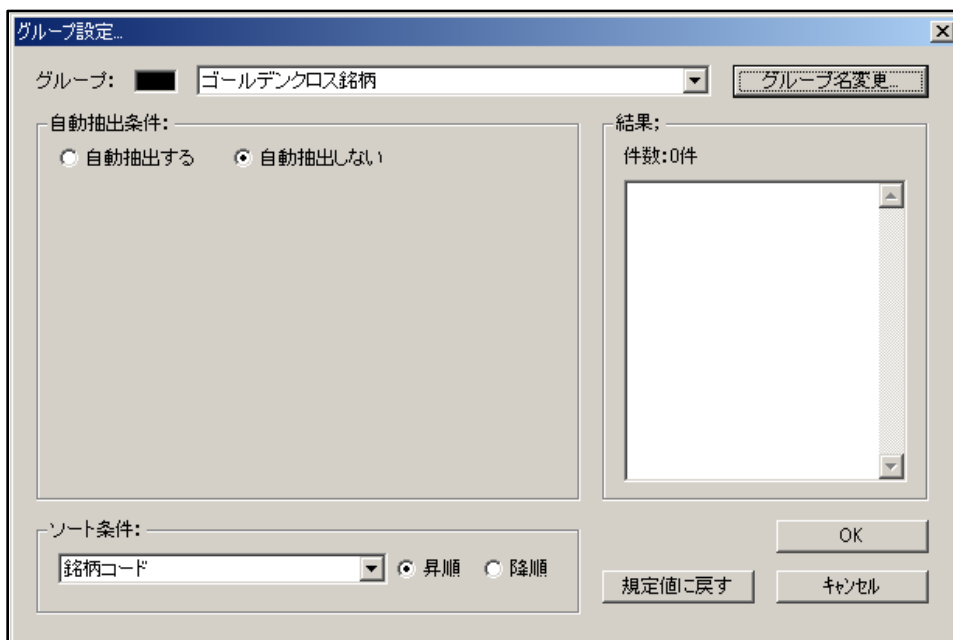 グループ設定...
グループ: ゴールデンクロス銘柄 グループ名変更...
自動抽出条件:
自動抽出する 自動抽出しない
結果;
件数:0件
ソート条件:
銘柄コード 昇順 降順
OK
規定値に戻す キャンセル